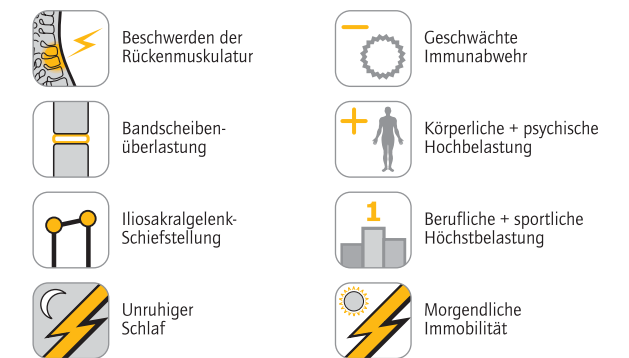 Beschwerden der
Rückenmuskulatur
Bandscheiben-
überlastung
Iliosakralgelenk-
Schiefstellung
Unruhiger
Schlaf
Geschwächte
Immunabwehr
Körperliche + psychische
Hochbelastung
1
Berufliche + sportliche
Höchstbelastung
Morgendliche
Immobilität